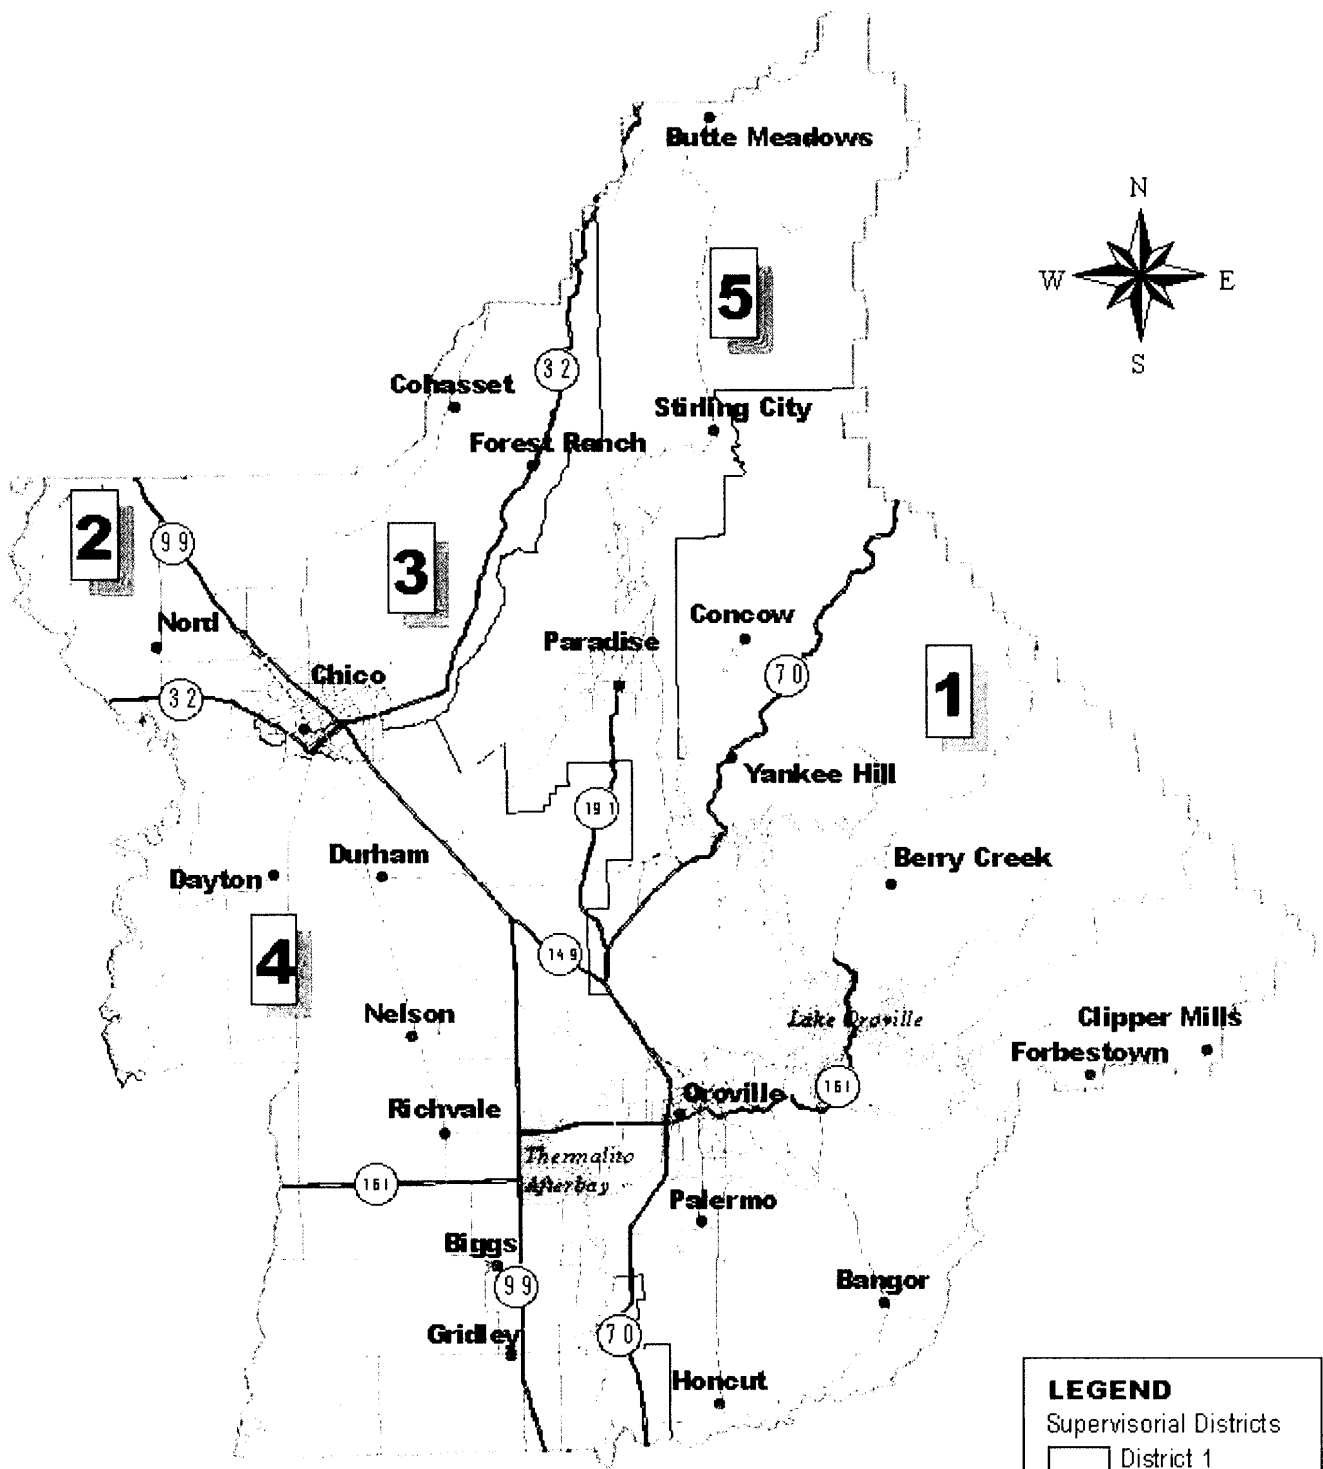 Butte Meadows
N
W E
S
5
32
Cohasset
Stirling City
Forest Ranch
2
99
3
Nord
Concow
Paradise
Chico
70
1
32
Yankee Hill
191
Durham
Berry Creek
Dayton
149
4
Nelson
Lake Oroville
Clipper Mills
Forbestown
161
Oroville
Richvale
Thermalito
Afterbay
161
Palermo
Biggs
99
Bangor
Gridley
70
Honcut
LEGEND
Supervisorial Districts
District 1